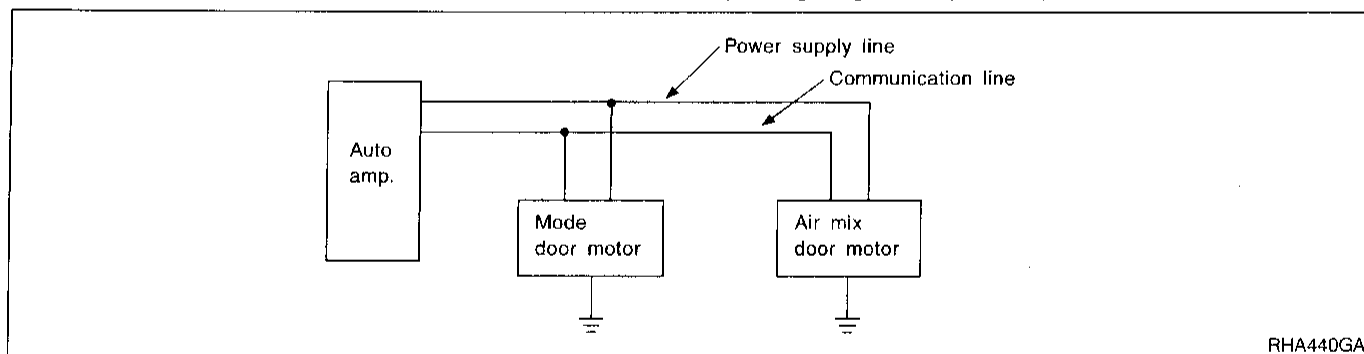 Power supply line
Communication line
Auto
amp.
Mode
door motor
Air mix
door motor
RHA440GA